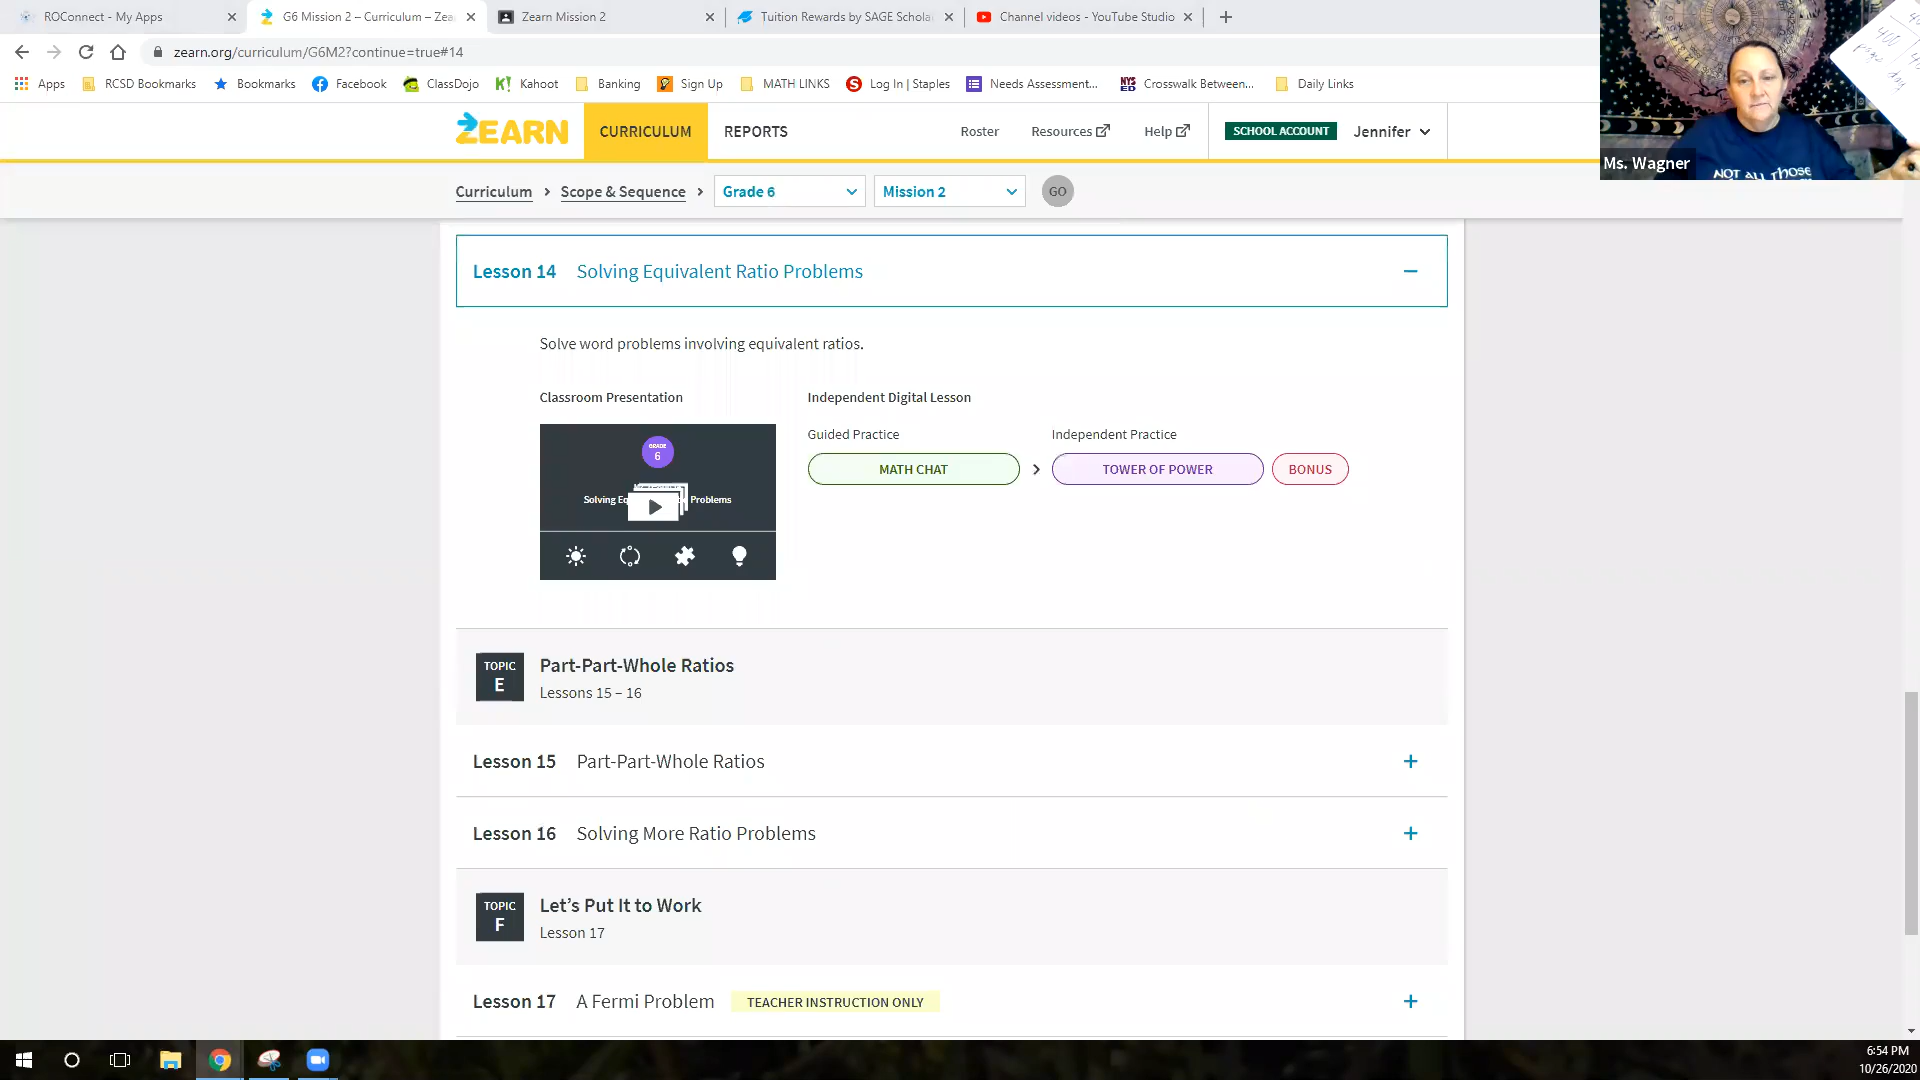 ROConnect - My Apps
G6 Mission 2 – Curriculum – Zea
Zearn Mission 2
Tuition Rewards by SAGE Schola
Channel videos - YouTube Studio
zearn.org/curriculum/G6M2?continue=true#14
Apps
RCSD Bookmarks
Bookmarks
Facebook
ClassDojo
Kahoot
Banking
Sign Up
MATH LINKS
Log In | Staples
Needs Assessment...
Crosswalk Between...
Daily Links
ZEARN
CURRICULUM
REPORTS
Roster
Resources
Help
SCHOOL ACCOUNT
Jennifer
Ms. Wagner
NOT ALL THOSE
Curriculum > Scope & Sequence >
Grade 6
Mission 2
GO
Lesson 14 Solving Equivalent Ratio Problems
Solve word problems involving equivalent ratios.
Classroom Presentation
Independent Digital Lesson
GRADE
6
Solving Eq
Problems
Guided Practice
Independent Practice
MATH CHAT
TOWER OF POWER
BONUS
TOPIC
E
Part-Part-Whole Ratios
Lessons 15 – 16
Lesson 15 Part-Part-Whole Ratios
Lesson 16 Solving More Ratio Problems
TOPIC
F
Let’s Put It to Work
Lesson 17
Lesson 17 A Fermi Problem TEACHER INSTRUCTION ONLY
6:54 PM
10/26/2020